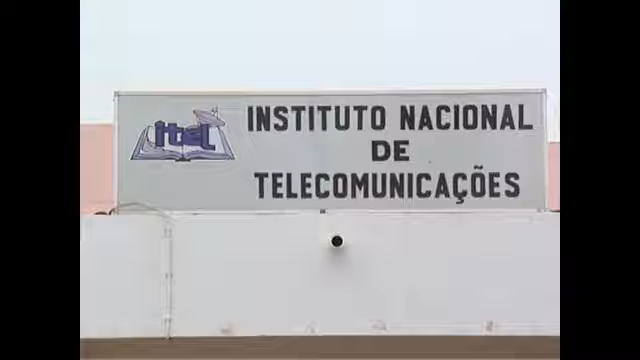 itel
INSTITUTO NACIONAL
DE
TELECOMUNICAÇÕES